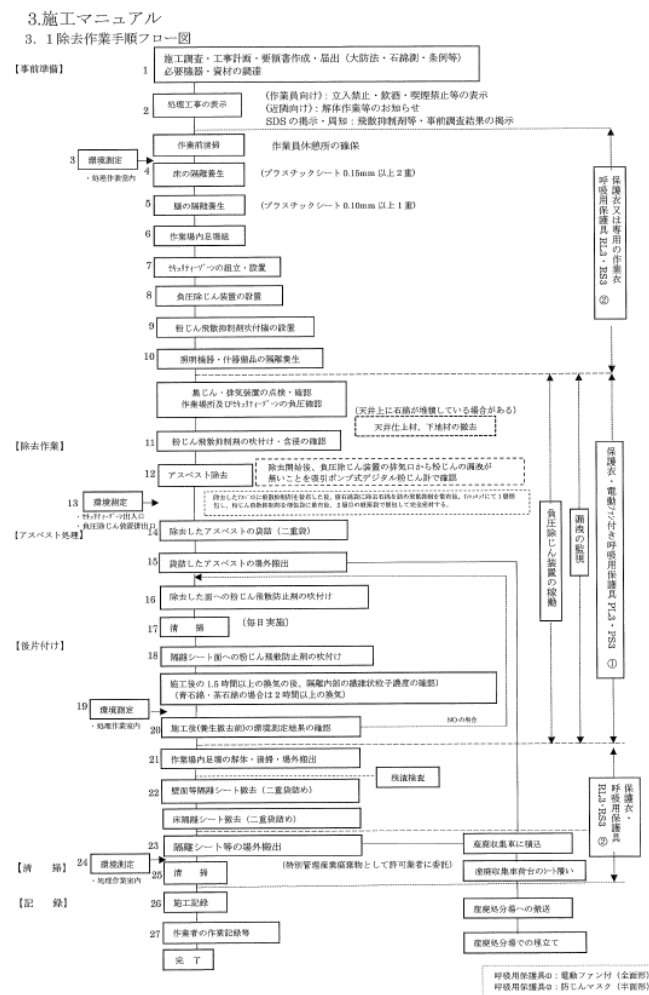 3.施工マニュアル
3．1除去作業手順フロー図
【事前準備】
1
施工調査・工事計画・要領書作成・届出（大防法・石綿測・条例等）
必要機器・資材の調達
2
処理工事の表示
(作業員向け)：立入禁止・飲酒・喫煙禁止等の表示
(近隣向け)：解体作業等のお知らせ
SDSの掲示・周知：飛散抑制剤等・事前調査結果の掲示
作業前清掃
作業員休憩所の確保
3
環境測定
・処理作業室内
4
床の隔離養生
(プラスチックシート0.15mm以上2重)
5
壁の隔離養生
(プラスチックシート0.10mm以上1重)
6
作業場内足場組
7
セキュリティーゾーンの組立・設置
8
負圧除じん装置の設置
9
粉じん飛散抑制剤吹付機の設置
10
照明機器・什器備品の隔離養生
保護衣又は専用の作業衣
呼吸用保護具RL3・RS3 ②
集じん・排気装置の点検・確認
作業場所及びセキュリティーゾーンの負圧確認
(天井上に石綿が堆積している場合がある)
天井仕上材、下地材の撤去
【除去作業】
11
粉じん飛散抑制剤の吹付け・含浸の確認
12
アスベスト除去
除去開始後、負圧除じん装置の排気口から粉じんの漏洩が
無いことを吸引ポンプ式デジタル粉じん計で確認
13
環境測定
・セキュリティーゾーン出入口
・負圧除じん装置排出口
【アスベスト処理】
14
除去したアスベストの袋詰（二重袋）
15
袋詰したアスベストの場外搬出
16
除去した面への粉じん飛散防止剤の吹付け
17
清　掃
〔毎日実施〕
負圧除じん装置の稼働
漏洩の監視
保護衣・電動ファン付き呼吸用保護具PL3・PS3 ①
【後片付け】
18
隔離シート面への粉じん飛散防止剤の吹付け
施工後の1.5時間以上の換気の後、隔離内部の繊維状粒子濃度の確認
(青石綿・茶石綿の場合は2時間以上の換気)
19
環境測定
・処理作業室内
20
施工後(養生撤去前)の環境測定結果の確認
NOの場合
21
作業場内足場の解体・清掃・場外搬出
残渣検査
22
壁面等隔離シート撤去（二重袋詰め）
床隔離シート撤去（二重袋詰め）
保護衣・
呼吸用保護具
RL3・RS3 ②
23
隔離シート等の場外搬出
産廃収集車に積込
【清　掃】
24
環境測定
・処理作業室内
(特別管理産業廃棄物として許可業者に委託)
25
清　掃
産廃収集車荷台のシート覆い
【記　録】
26
施工記録
産廃処分場への搬送
27
作業者の作業記録等
産廃処分場での埋立て
完　了
呼吸用保護具①：電動ファン付（全面形）
呼吸用保護具②：防じんマスク（半面形）